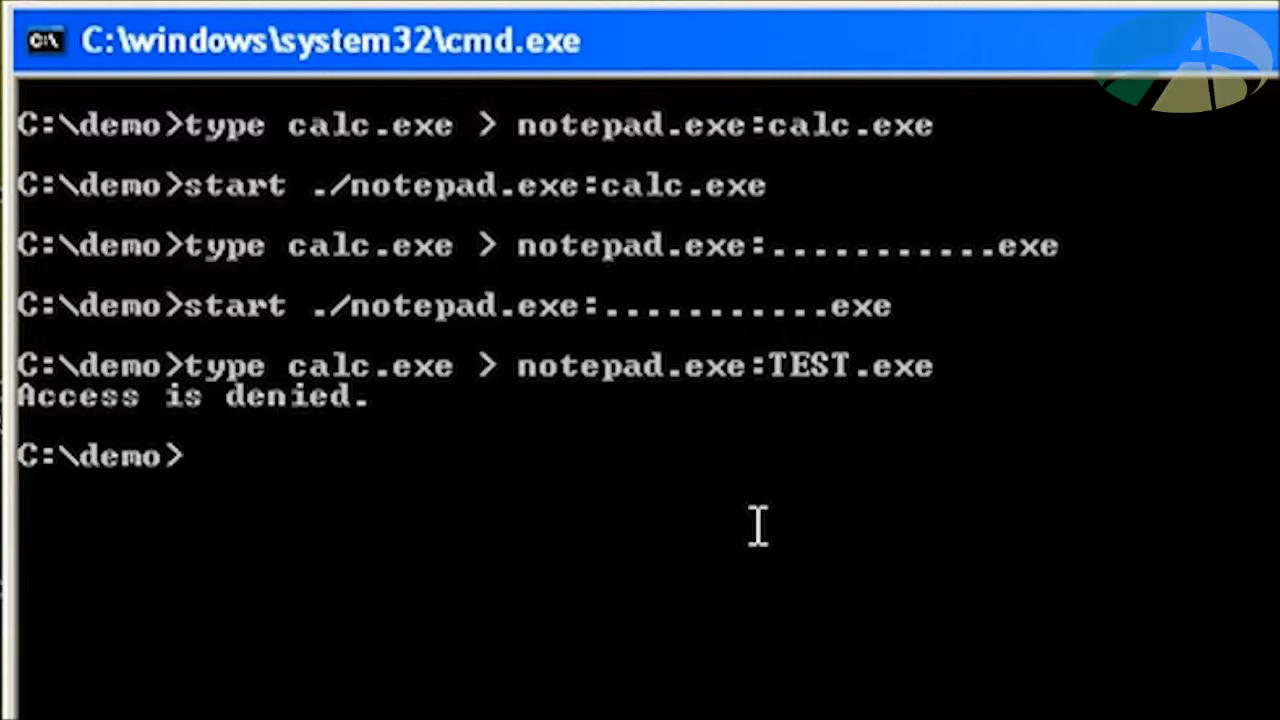 C:\windows\system32\cmd.exe
C:\demo>type calc.exe > notepad.exe:calc.exe
C:\demo>start ./notepad.exe:calc.exe
C:\demo>type calc.exe > notepad.exe:...........exe
C:\demo>start ./notepad.exe:...........exe
C:\demo>type calc.exe > notepad.exe:TEST.exe
Access is denied.
C:\demo>